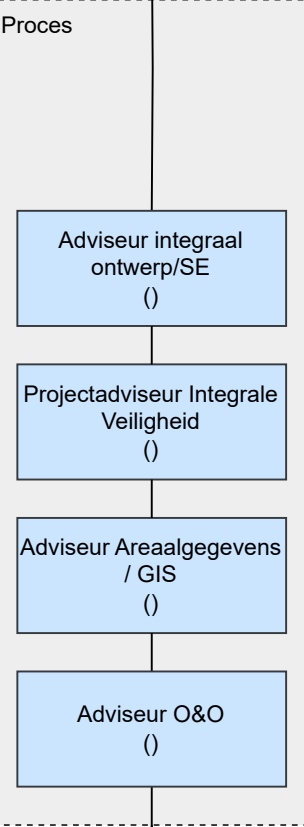 Proces
Adviseur integraal
ontwerp/SE
()
Projectadviseur Integrale
Veiligheid
()
Adviseur Areaalgegevens
/ GIS
()
Adviseur O&O
()